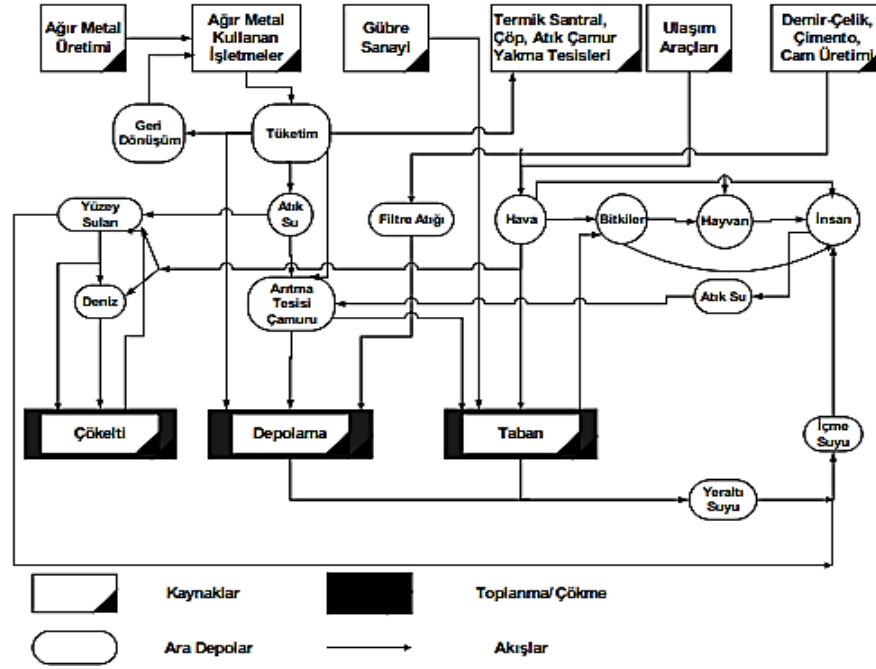 Ağır Metal
Üretimi
Ağır Metal
Kullanan
İşletmeler
Gübre
Sanayi
Termik Santral,
Çöp, Atık Çamur
Yakma Tesisleri
Ulaşım
Araçları
Demir-Çelik,
Çimento,
Cam Üretimi
Geri
Dönüşüm
Tüketim
Yüzey
Suları
Atık
Su
Filtre Atığı
Hava
Bitkiler
Hayvan
İnsan
Deniz
Arıtma
Tesisi
Çamuru
Atık Su
Çökelti
Depolama
Taban
İçme
Suyu
Yeraltı
Suyu
Kaynaklar
Toplanma/Çökme
Ara Depolar
Akışlar